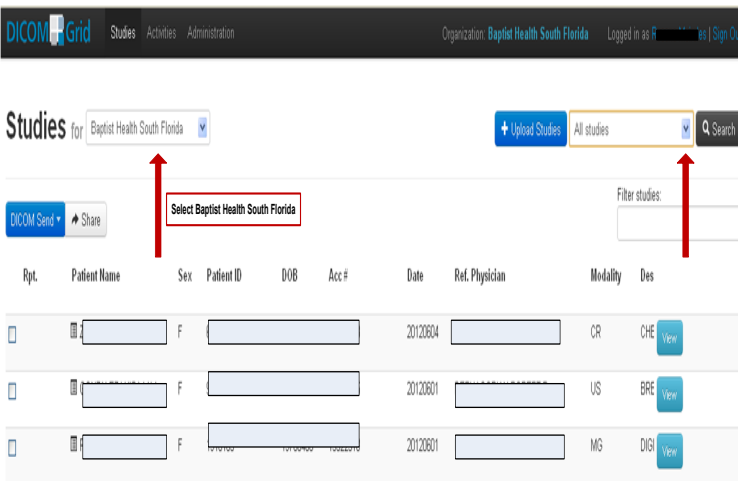 DICOM Grid Studies Activities Administration Organization: Baptist Health South Florida Logged in as | Sign Ou
Studies for Baptist Health South Florida + Upload Studies All studies Search
Select Baptist Health South Florida
Filter studies:
DICOM Send Share
Rpt. Patient Name Sex Patient ID DOB Acc # Date Ref. Physician Modality Des
F 20120604 CR CHE View
F 20120601 US BRE View
F 20120601 MG DIGI View